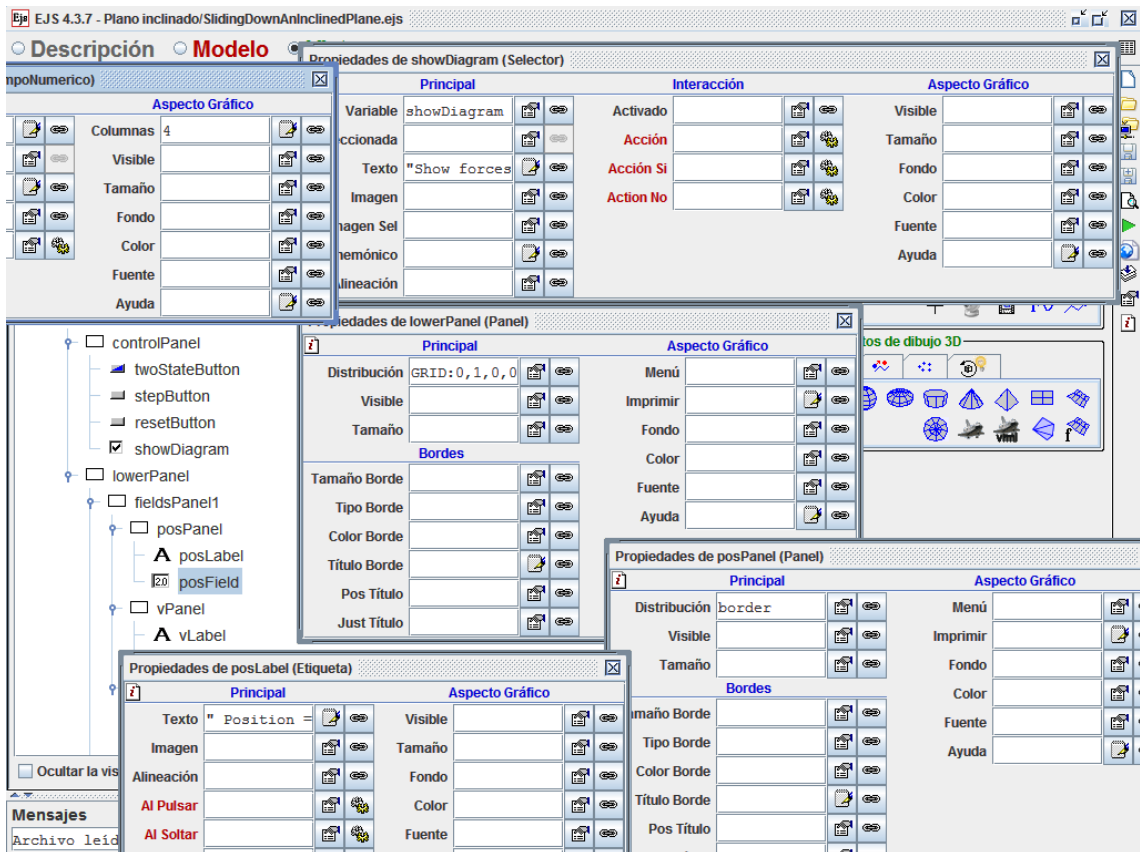 EJS 4.3.7 - Plano inclinado/SlidingDownAnInclinedPlane.ejs
Descripción Modelo
Propiedades de showDiagram (Selector)
Principal Interacción Aspecto Gráfico
Variable showDiagram Activado Visible
Acción Tamaño
Texto "Show forces Acción Si Fondo
Imagen Action No Color
Fuente
Ayuda
Aspecto Gráfico
Columnas 4
Visible
Tamaño
Fondo
Color
Fuente
Ayuda
controlPanel
twoStateButton
stepButton
resetButton
showDiagram
lowerPanel
fieldsPanel1
posPanel
posLabel
posField
vPanel
vLabel
de lowerPanel (Panel)
Principal Aspecto Gráfico
Distribución GRID:0,1,0,0 Menú
Visible Imprimir
Tamaño Fondo
Bordes Color
Tamaño Borde Fuente
Tipo Borde Ayuda
Color Borde
Título Borde
Pos Título
Just Título
de dibujo 3D
vrml
f
Propiedades de posPanel (Panel)
Principal Aspecto Gráfico
Distribución border Menú
Visible Imprimir
Tamaño Fondo
Bordes Color
Borde Fuente
Tipo Borde Ayuda
Color Borde
Título Borde
Pos Título
Propiedades de posLabel (Etiqueta)
Principal Aspecto Gráfico
Texto " Position = Visible
Imagen Tamaño
Alineación Fondo
Al Pulsar Color
Al Soltar Fuente
Ocultar la
Mensajes
Archivo